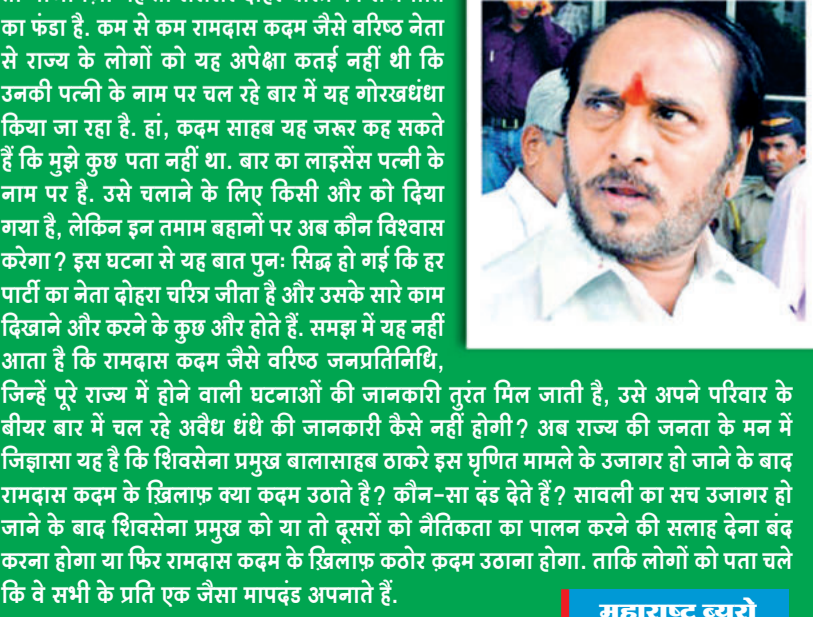 का फंडा है. कम से कम रामदास कदम जैसे वरिष्ठ नेता
से राज्य के लोगों को यह अपेक्षा कतई नहीं थी कि
उनकी पत्नी के नाम पर चल रहे बार में यह गोरखधंधा
किया जा रहा है. हां, कदम साहब यह जरूर कह सकते
हैं कि मुझे कुछ पता नहीं था. बार का लाइसेंस पत्नी के
नाम पर है. उसे चलाने के लिए किसी और को दिया
गया है, लेकिन इन तमाम बहानों पर अब कौन विश्वास
करेगा? इस घटना से यह बात पुनः सिद्ध हो गई कि हर
पार्टी का नेता दोहरा चरित्र जीता है और उसके सारे काम
दिखाने और करने के कुछ और होते हैं. समझ में यह नहीं
आता है कि रामदास कदम जैसे वरिष्ठ जनप्रतिनिधि,
जिन्हें पूरे राज्य में होने वाली घटनाओं की जानकारी तुरंत मिल जाती है, उसे अपने परिवार के
बीयर बार में चल रहे अवैध धंधे की जानकारी कैसे नहीं होगी? अब राज्य की जनता के मन में
जिज्ञासा यह है कि शिवसेना प्रमुख बालासाहब ठाकरे इस घृणित मामले के उजागर हो जाने के बाद
रामदास कदम के ख़िलाफ़ क्या कदम उठाते है? कौन-सा दंड देते हैं? सावली का सच उजागर हो
जाने के बाद शिवसेना प्रमुख को या तो दूसरों को नैतिकता का पालन करने की सलाह देना बंद
करना होगा या फिर रामदास कदम के ख़िलाफ़ कठोर क़दम उठाना होगा. ताकि लोगों को पता चले
कि वे सभी के प्रति एक जैसा मापदंड अपनाते हैं.
महाराष्ट्र ब्यूरो